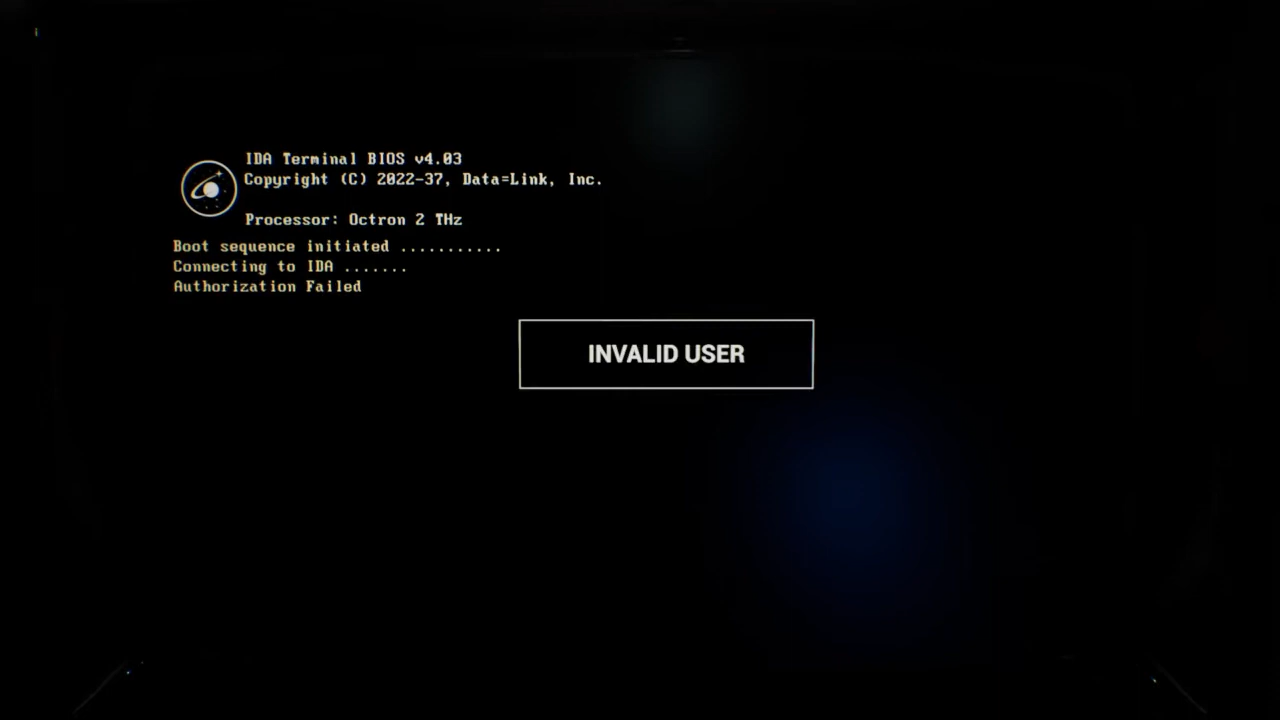 IDA Terminal BIOS v4.03
Copyright (C) 2022-37, Data=Link, Inc.
Processor: Octron 2 THz
Boot sequence initiated ...........
Connecting to IDA .......
Authorization Failed
INVALID USER